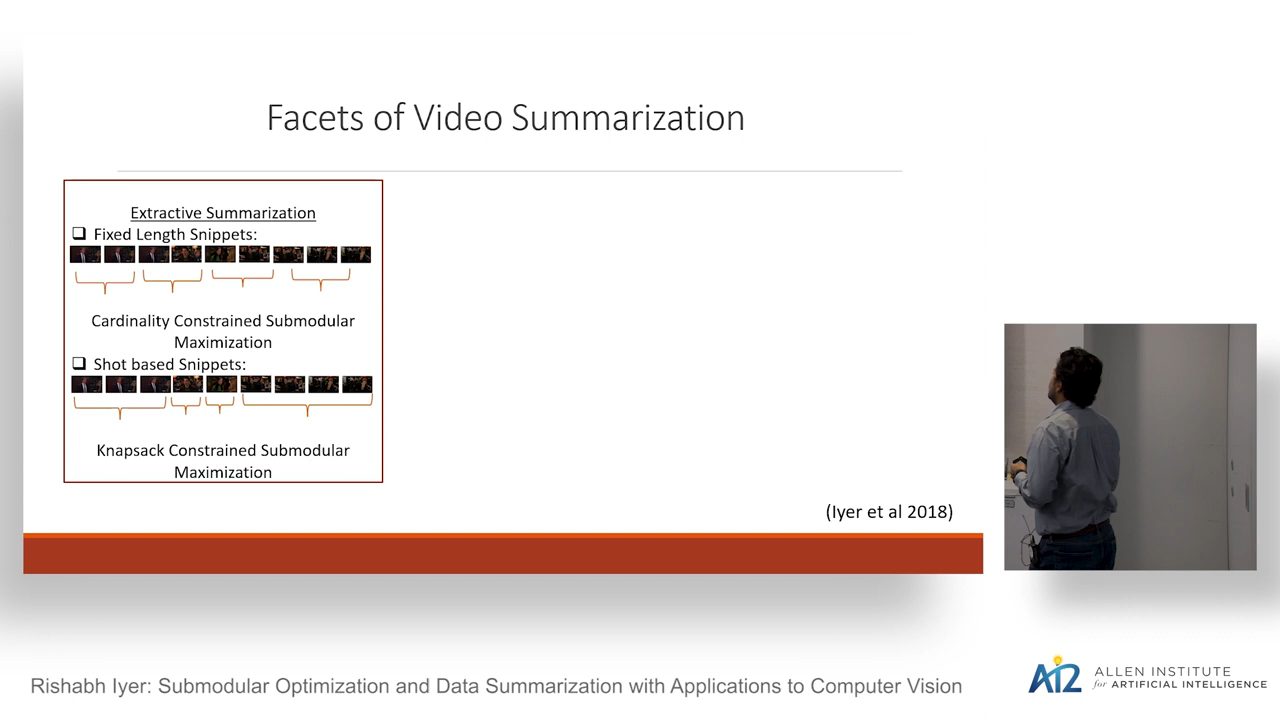 Facets of Video Summarization
Extractive Summarization
Fixed Length Snippets:
Cardinality Constrained Submodular
Maximization
Shot based Snippets:
Knapsack Constrained Submodular
Maximization
(Iyer et al 2018)
Rishabh Iyer: Submodular Optimization and Data Summarization with Applications to Computer Vision
AI2
ALLEN INSTITUTE
for ARTIFICIAL INTELLIGENCE